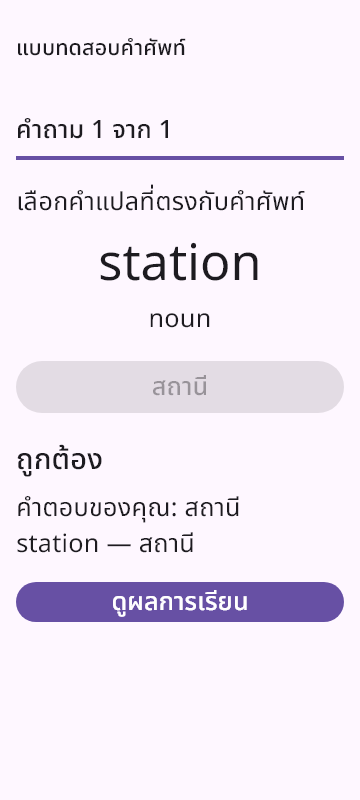 แบบทดสอบคำศัพท์
คำถาม 1 จาก 1
เลือกคำแปลที่ตรงกับคำศัพท์
station
noun
สถานี
ถูกต้อง
คำตอบของคุณ: สถานี
station — สถานี
ดูผลการเรียน